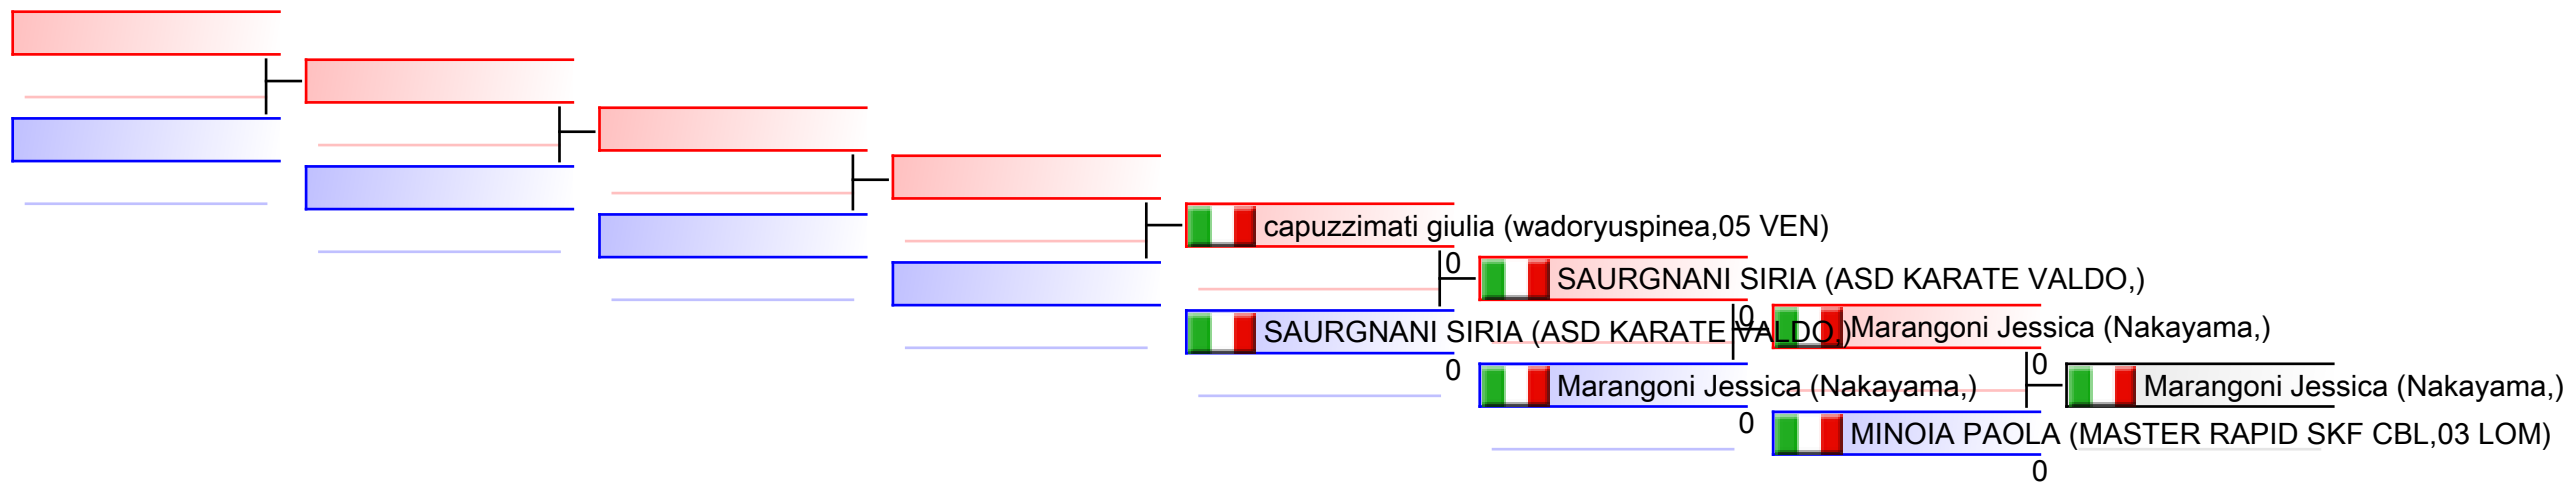 capuzzimati giulia (wadoryuspinea,05 VEN)
0
SAURGNANI SIRIA (ASD KARATE VALDO,)
0
SAURGNANI SIRIA (ASD KARATE VALDO,)
Marangoni Jessica (Nakayama,)
0
0
Marangoni Jessica (Nakayama,)
Marangoni Jessica (Nakayama,)
0
MINOIA PAOLA (MASTER RAPID SKF CBL,03 LOM)
0